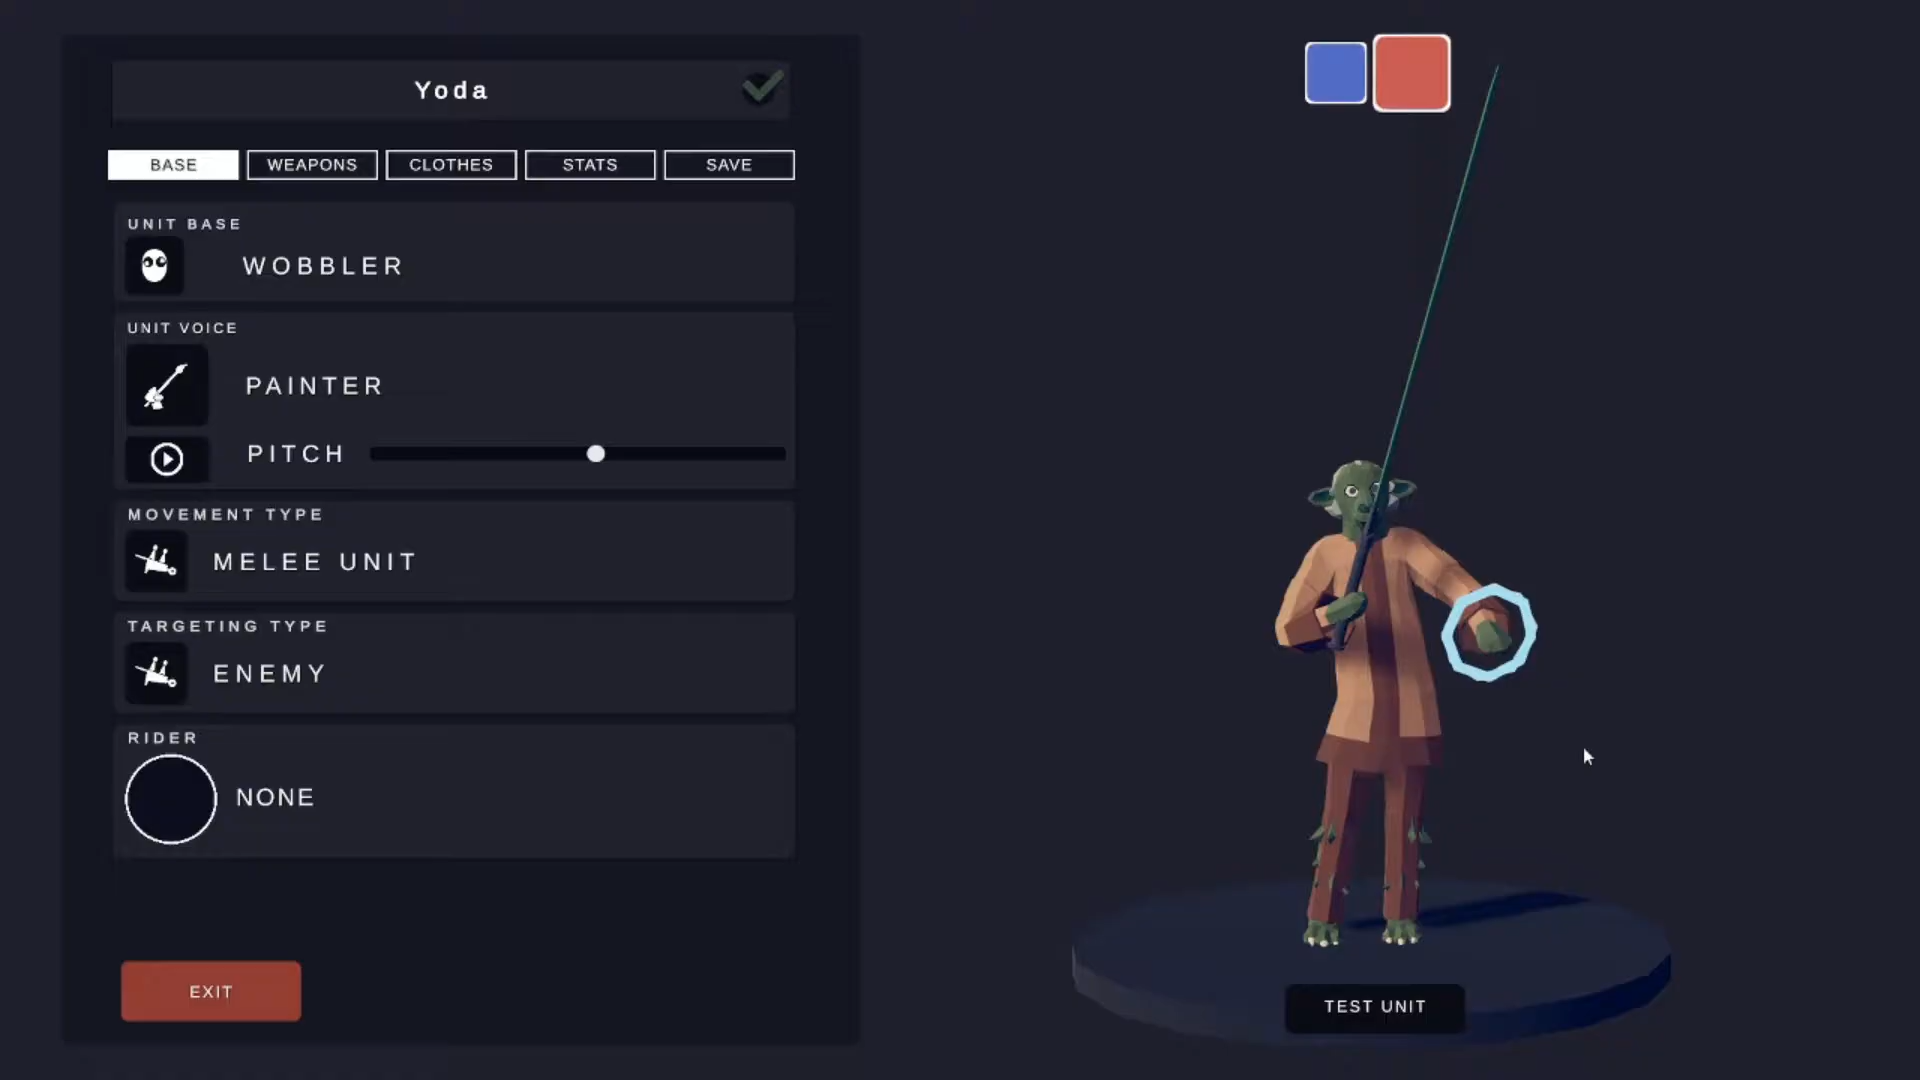 Yoda
BASE
WEAPONS
CLOTHES
STATS
SAVE
UNIT BASE
WOBBLER
UNIT VOICE
PAINTER
PITCH
MOVEMENT TYPE
MELEE UNIT
TARGETING TYPE
ENEMY
RIDER
NONE
EXIT
TEST UNIT